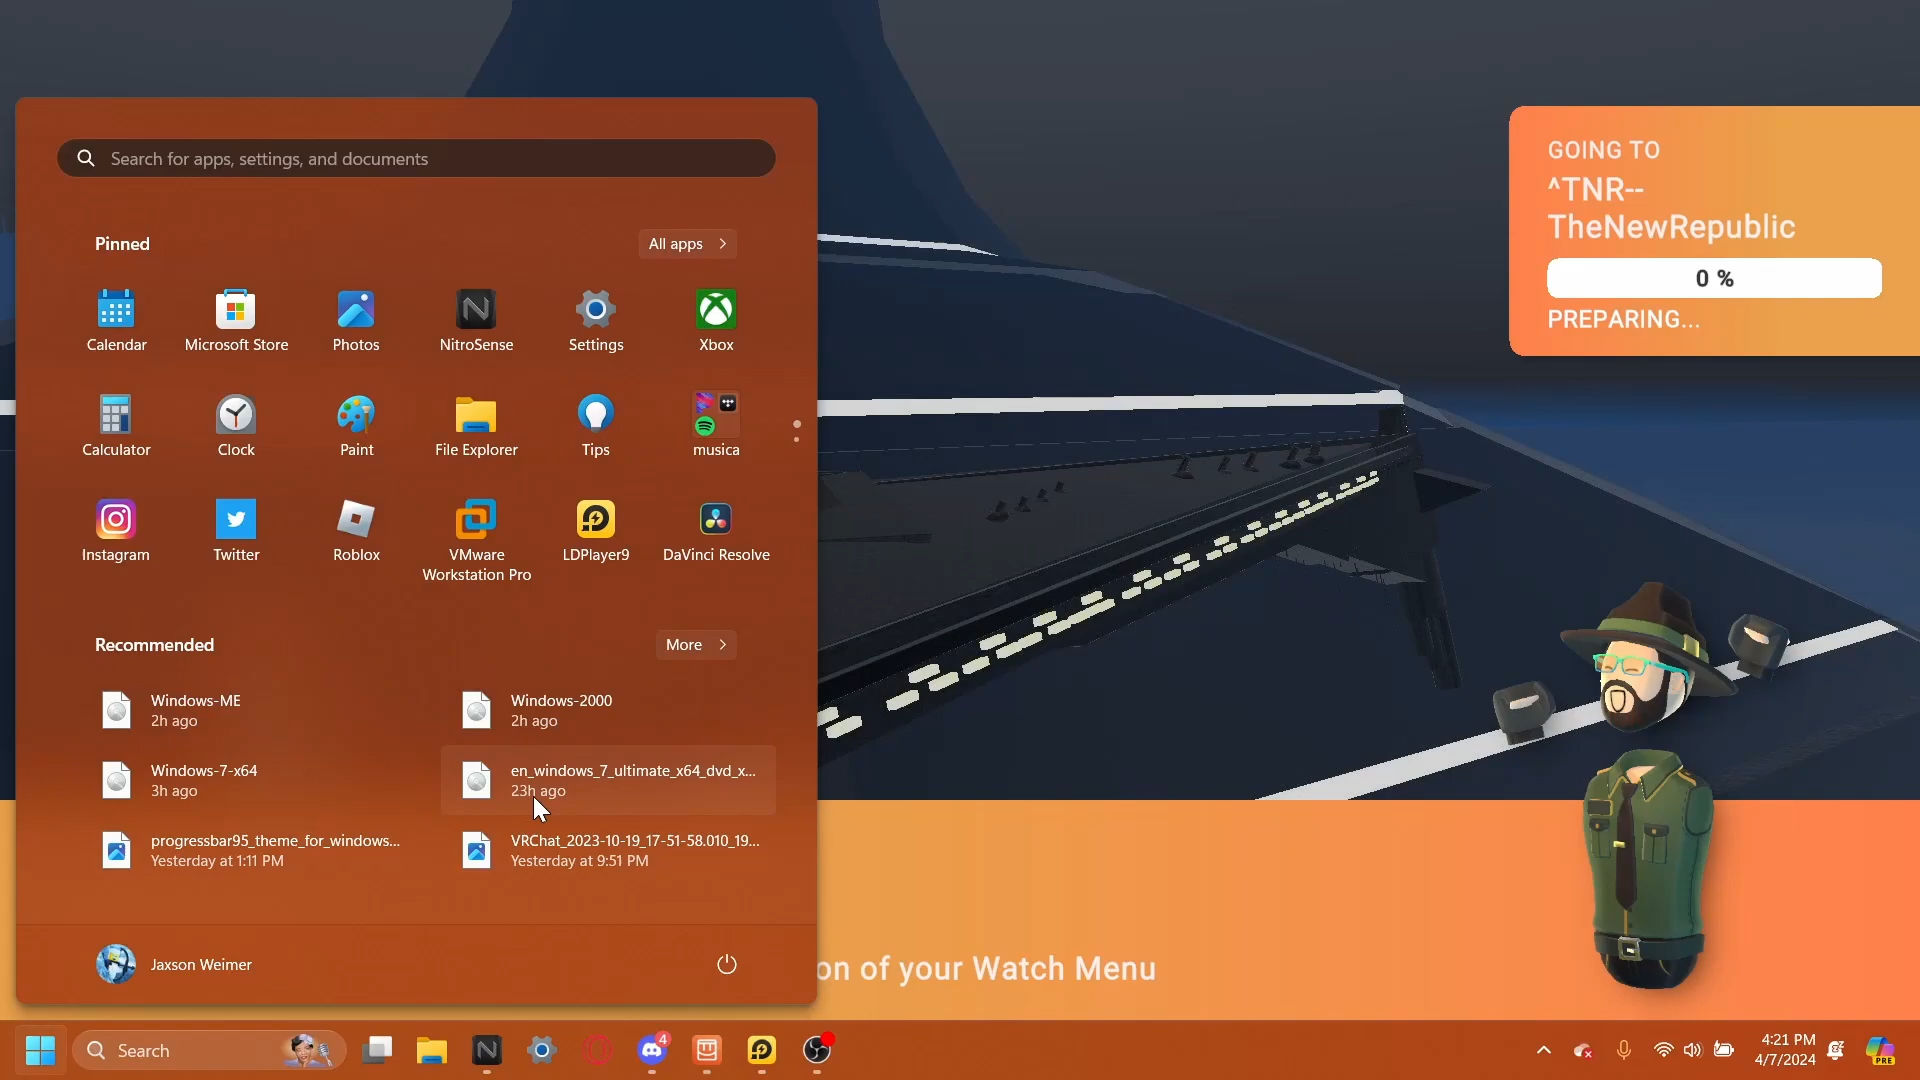 Search for apps, settings, and documents
Pinned
All apps
Calendar
Microsoft Store
Photos
NitroSense
Settings
Xbox
Calculator
Clock
Paint
File Explorer
Tips
musica
Instagram
Twitter
Roblox
VMware
Workstation Pro
LDPlayer9
DaVinci Resolve
Recommended
More
Windows-ME
2h ago
Windows-2000
2h ago
Windows-7-x64
3h ago
en_windows_7_ultimate_x64_dvd_x...
23h ago
progressbar95_theme_for_windows...
Yesterday at 1:11 PM
VRChat_2023-10-19_17-51-58.010_19...
Yesterday at 9:51 PM
Jaxson Weimer
GOING TO
^TNR--
TheNewRepublic
0 %
PREPARING...
on of your Watch Menu
Search
4
4:21 PM
4/7/2024
PRE